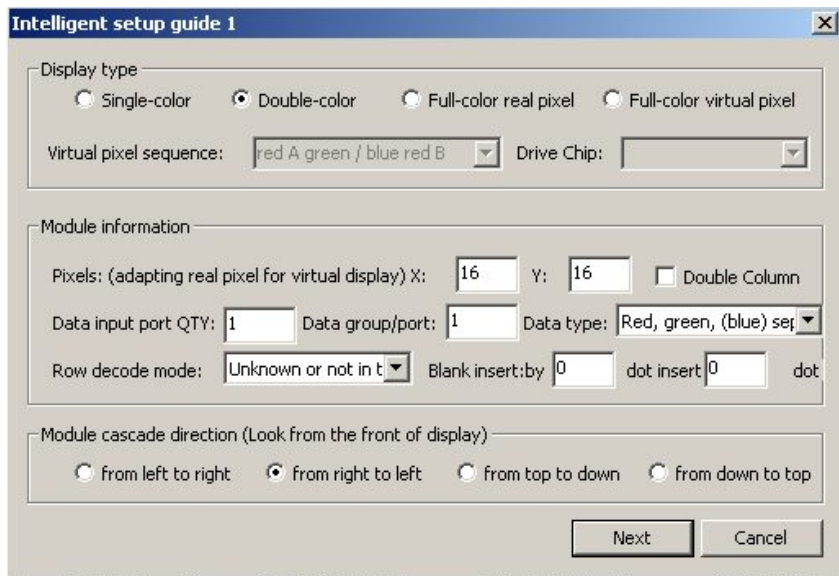 Intelligent setup guide 1
Display type
Single-color Double-color Full-color real pixel Full-color virtual pixel
Virtual pixel sequence: red A green / blue red B Drive Chip:
Module information
Pixels: (adapting real pixel for virtual display) X: 16 Y: 16 Double Column
Data input port QTY: 1 Data group/port: 1 Data type: Red, green, (blue) sep
Row decode mode: Unknown or not in t Blank insert:by 0 dot insert 0 dot
Module cascade direction (Look from the front of display)
from left to right from right to left from top to down from down to top
Next Cancel